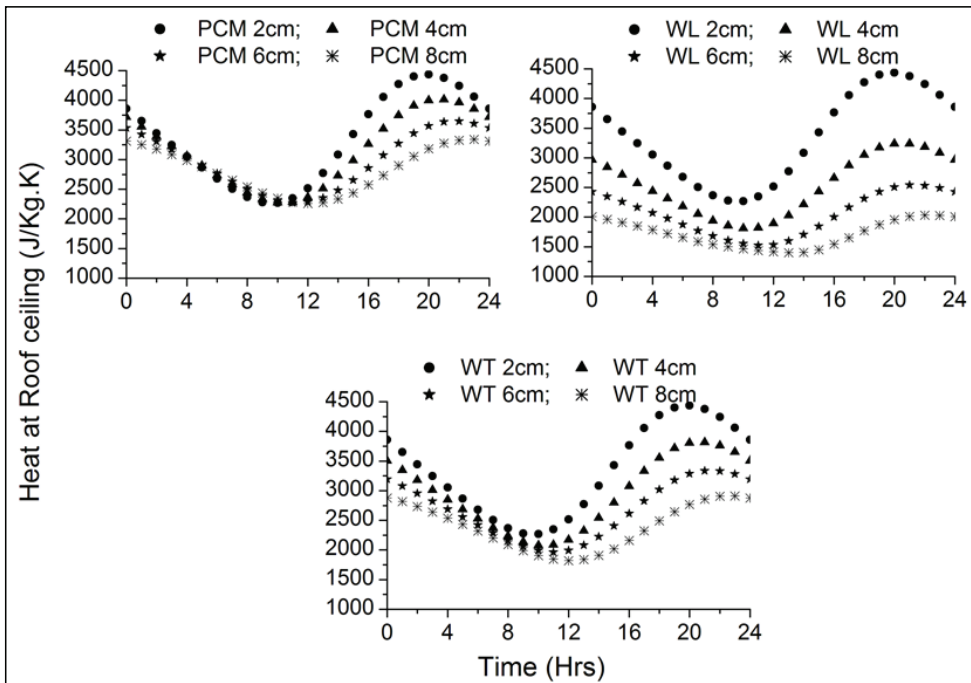 PCM 2cm; PCM 4cm
PCM 6cm; PCM 8cm
4500
4000
3500
3000
2500
2000
1500
1000
0 4 8 12 16 20 24
WL 2cm; WL 4cm
WL 6cm; WL 8cm
4500
4000
3500
3000
2500
2000
1500
1000
0 4 8 12 16 20 24
Heat at Roof ceiling (J/Kg.K)
WT 2cm; WT 4cm
WT 6cm; WT 8cm
4500
4000
3500
3000
2500
2000
1500
1000
0 4 8 12 16 20 24
Time (Hrs)